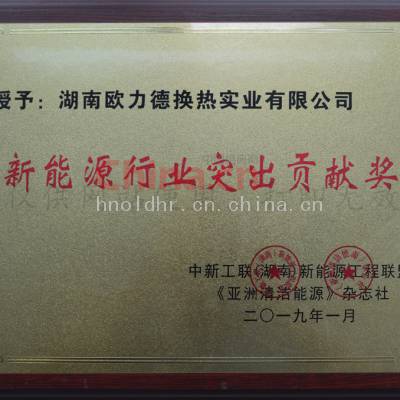 授予：湖南欧力德换热实业有限公司
新能源行业突出贡献奖
hnoldhr.cn.china.cn
中新工联(湖南)新能源工程联盟
《亚洲清洁能源》杂志社
二〇一九年一月